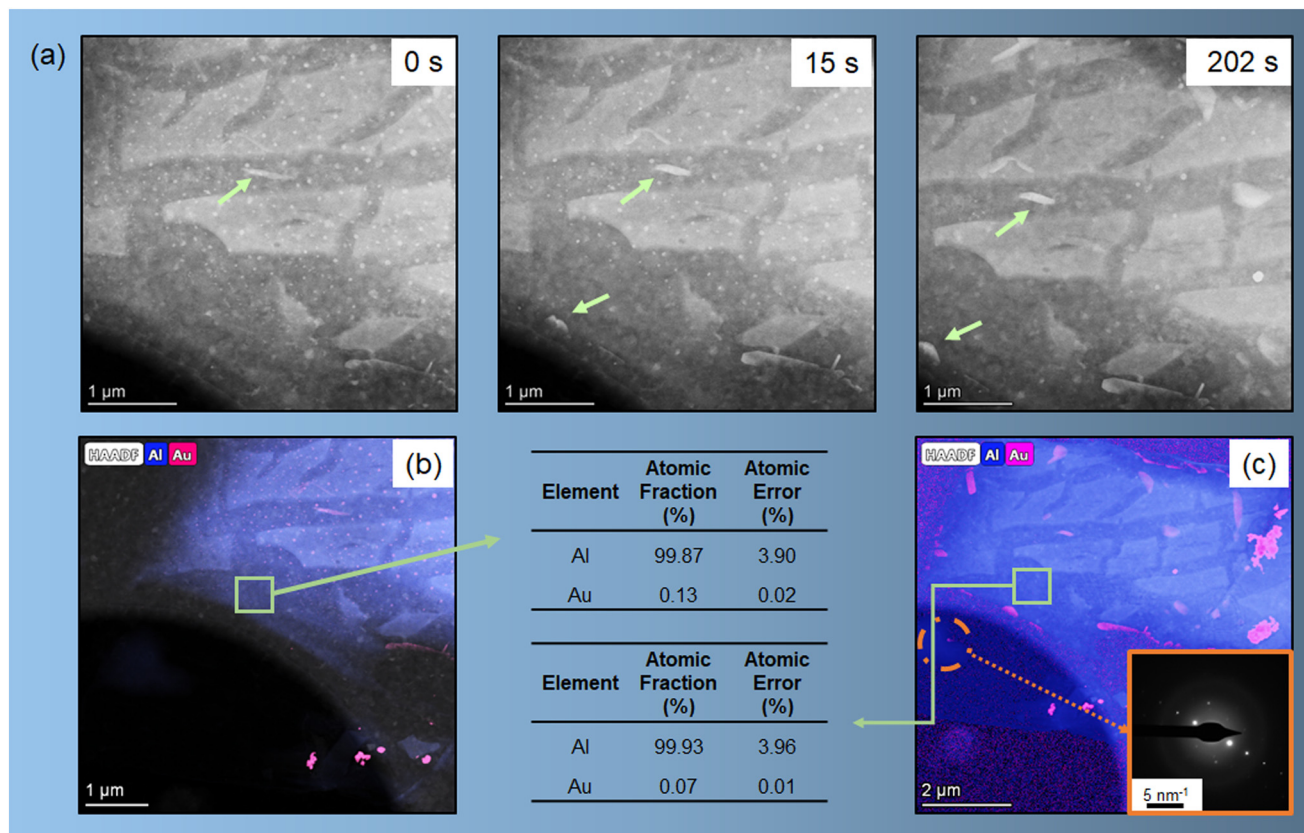 (a)
0 s
15 s
202 s
1 µm
1 µm
1 µm
HAADF Al Au
(b)
Element Atomic Fraction (%) Atomic Error (%)
Al 99.87 3.90
Au 0.13 0.02
Element Atomic Fraction (%) Atomic Error (%)
Al 99.93 3.96
Au 0.07 0.01
1 µm
HAADF Al Au
(c)
2 µm
5 nm⁻¹